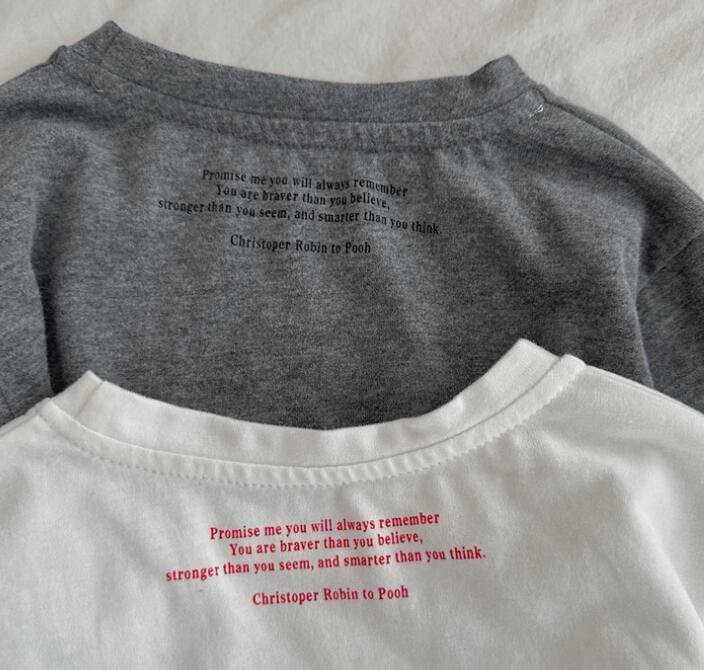 Promise me you will always remember
You are braver than you believe,
stronger than you seem, and smarter than you think.
Christoper Robin to Pooh
Promise me you will always remember
You are braver than you believe,
stronger than you seem, and smarter than you think.
Christoper Robin to Pooh